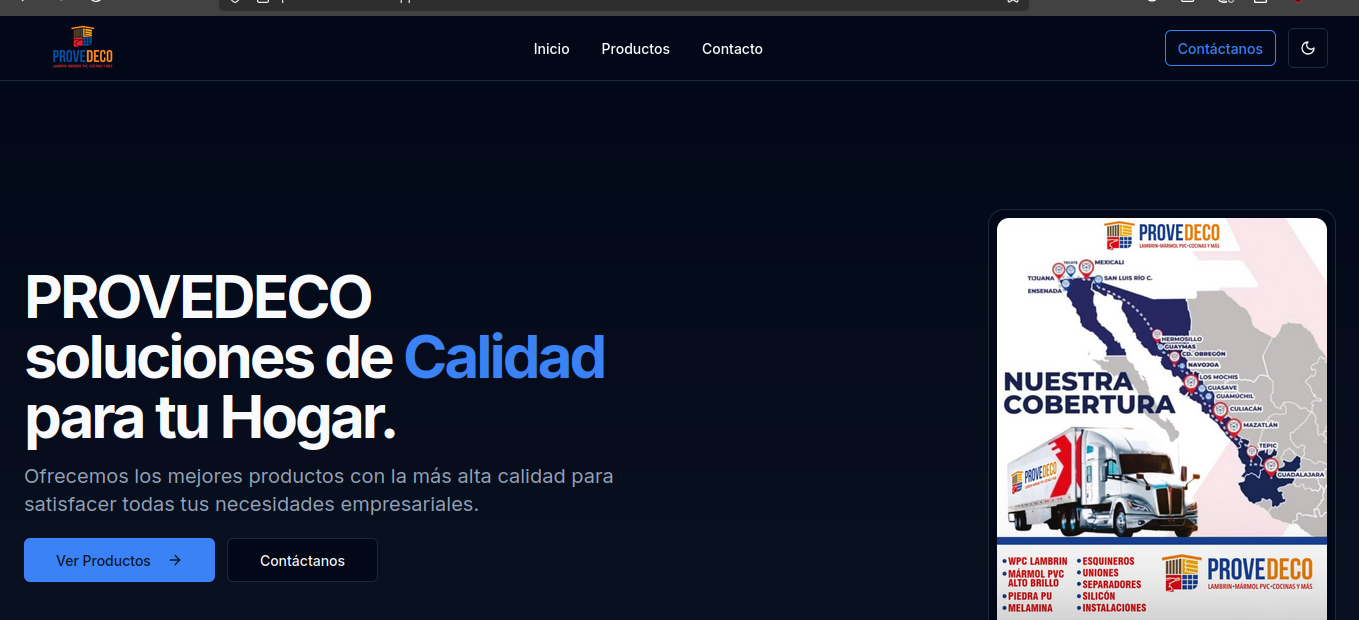 PROVEDECO
LAMBRIN-MÁRMOL PVC-COCINAS Y MÁS
Inicio
Productos
Contacto
Contáctanos
PROVEDECO
soluciones de Calidad
para tu Hogar.
Ofrecemos los mejores productos con la más alta calidad para
satisfacer todas tus necesidades empresariales.
Ver Productos
Contáctanos
PROVEDECO
LAMBRIN-MÁRMOL PVC-COCINAS Y MÁS
TECATE
MEXICALI
TIJUANA
SAN LUIS RÍO C.
ENSENADA
HERMOSILLO
GUAYMAS
CD. OBREGÓN
NAVOJOA
LOS MOCHIS
GUASAVE
GUAMÚCHIL
CULIACÁN
MAZATLÁN
TEPIC
GUADALAJARA
NUESTRA
COBERTURA
PROVEDECO
• WPC LAMBRIN
• MÁRMOL PVC
ALTO BRILLO
• PIEDRA PU
• MELAMINA
• ESQUINEROS
• UNIONES
• SEPARADORES
• SILICÓN
• INSTALACIONES
PROVEDECO
LAMBRIN-MÁRMOL PVC-COCINAS Y MÁS